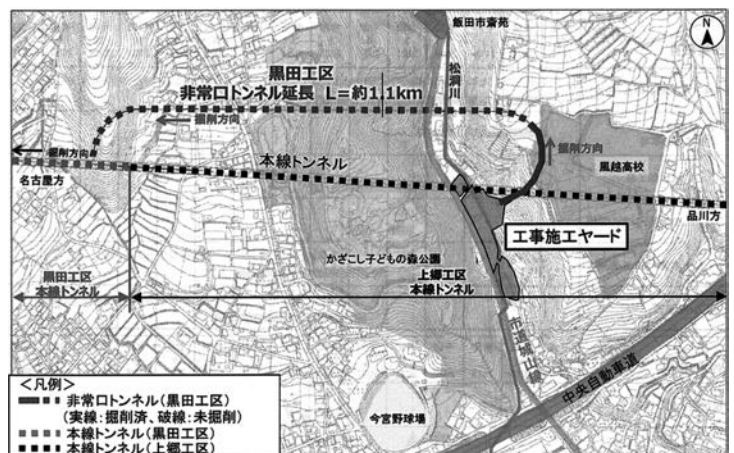 飯田市斎苑
N
黒田工区
非常口トンネル延長 L=約1.1km
松洞川
掘削方向
掘削方向
掘削方向
風越高校
本線トンネル
名古屋方
品川方
工事施工ヤード
かざこし子どもの森公園
黒田工区
本線トンネル
上郷工区
本線トンネル
市道城山線
中央自動車道
今宮野球場
<凡例>
非常口トンネル(黒田工区)
(実線:掘削済、破線:未掘削)
本線トンネル(黒田工区)
本線トンネル(上郷工区)